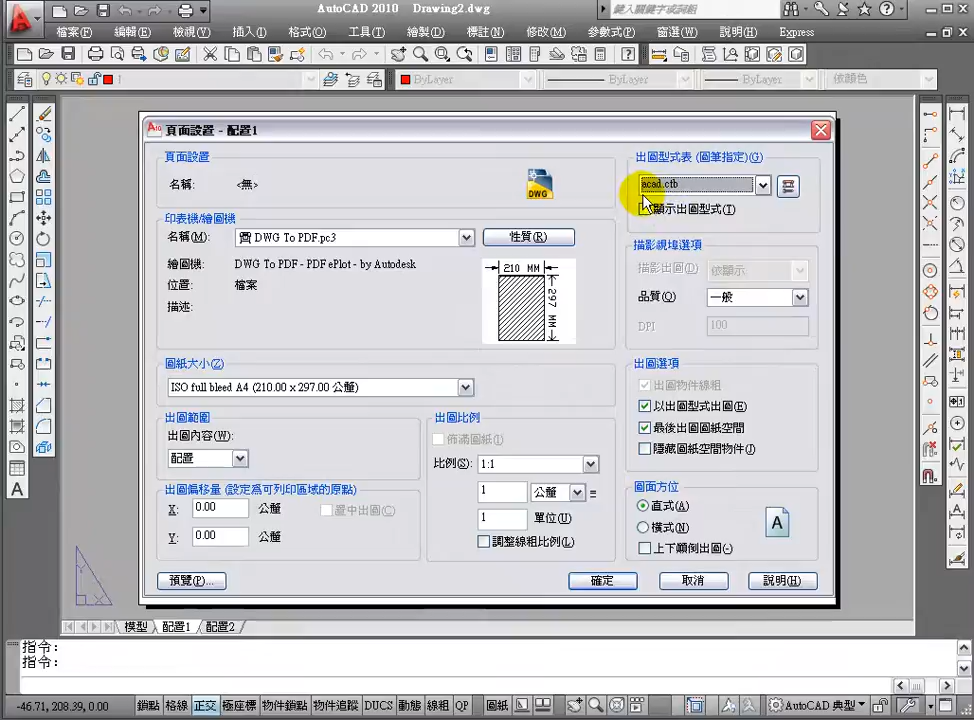 AutoCAD 2010 Drawing2.dwg
鍵入關鍵字或詞組
檔案(F) 編輯(E) 檢視(V) 插入(I) 格式(O) 工具(T) 繪製(D) 標註(N) 修改(M) 參數式(P) 視窗(W) 說明(H) Express
1 ByLayer ByLayer ByLayer 依顏色
頁面設置 - 配置1
頁面設置
名稱: <無>
DWG
印表機/繪圖機
名稱(M): DWG To PDF.pc3 性質(R)
繪圖機: DWG To PDF - PDF ePlot - by Autodesk
位置: 檔案
描述:
210 MM
297 MM
圖紙大小(Z)
ISO full bleed A4 (210.00 x 297.00 公釐)
出圖範圍
出圖內容(W):
配置
出圖偏移量 (設定為可列印區域的原點)
X: 0.00 公釐 置中出圖(C)
Y: 0.00 公釐
出圖比例
佈滿圖紙(I)
比例(S): 1:1
1 公釐 =
1 單位(U)
調整線粗比例(L)
出圖型式表 (圖筆指定)(G)
acad.ctb
顯示出圖型式(I)
描影視埠選項
描影出圖(D) 依顯示
品質(Q) 一般
DPI 100
出圖選項
出圖物件線粗
以出圖型式出圖(E)
最後出圖圖紙空間
隱藏圖紙空間物件(J)
圖面方位
直式(A)
橫式(N)
上下顛倒出圖(-)
A
預覽(P)... 確定 取消 說明(H)
模型 配置1 配置2
指令:
指令:
-46.71, 208.39, 0.00 鎖點 格線 正交 極座標 物件鎖點 物件追蹤 DUCS 動態 線粗 QP 圖紙 AutoCAD 典型